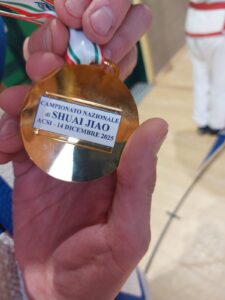 CAMPIONATO NAZIONALE
di SHUAI JIAO
ACSI - 14 DICEMBRE 2025